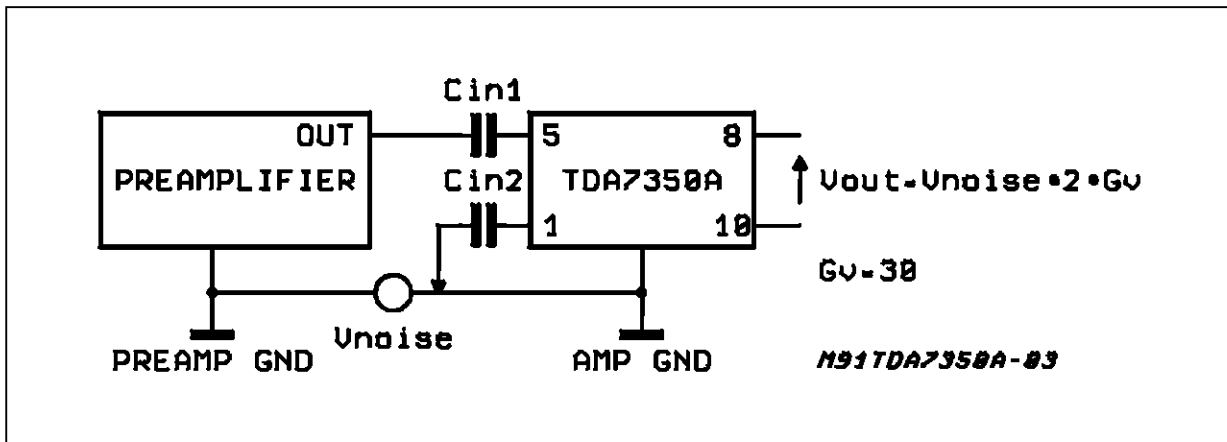 Cin1
OUT
5
8
PREAMPLIFIER
Cin2
TDA7350A
Vout=Vnoise*2*Gv
1
10
Gv=30
Vnoise
PREAMP GND
AMP GND
M91TDA7350A-03